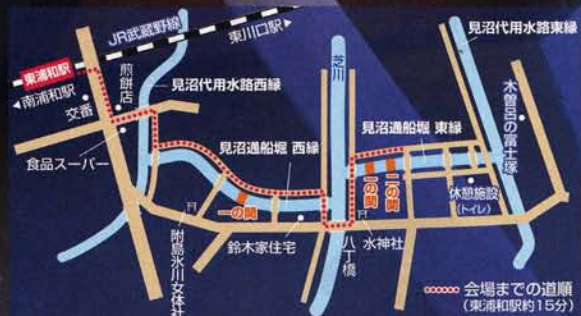 JR武蔵野線
東川口駅▶
東浦和駅
◀南浦和駅
交番
煎餅店
見沼代用水路西縁
食品スーパー
見沼通船堀 西縁
一の関
附島氷川女体社
鈴木家住宅
芝川
八丁橋
水神社
見沼通船堀 東縁
一の関
二の関
見沼代用水路東縁
木曽呂の富士塚
休憩施設
(トイレ)
会場までの道順
(東浦和駅約15分)